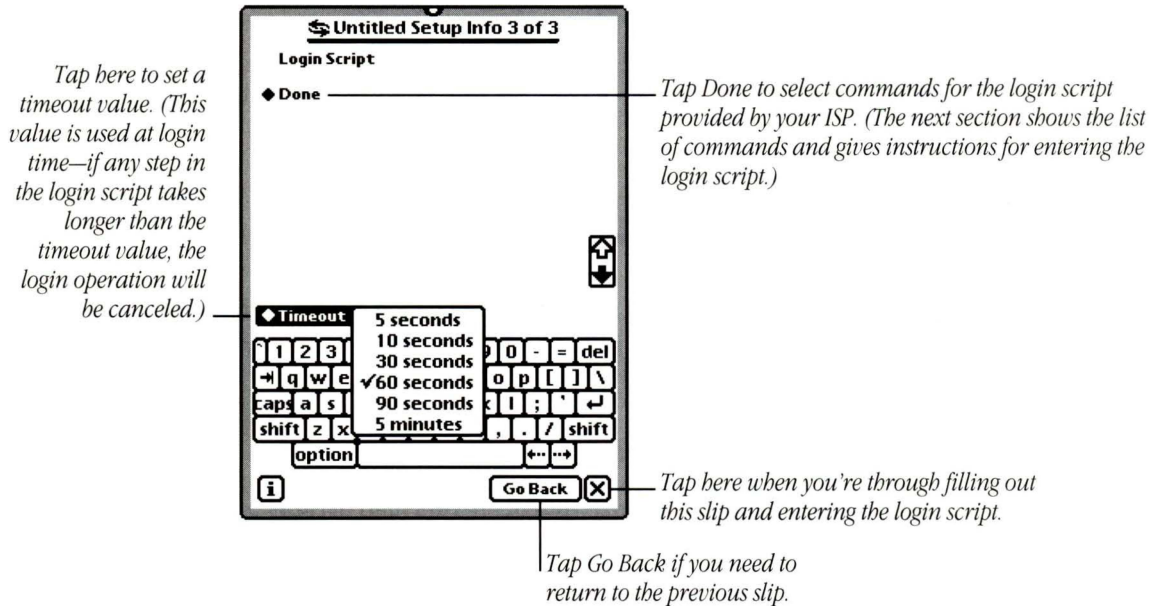 Untitled Setup Info 3 of 3
Login Script
Tap here to set a
timeout value. (This
value is used at login
time—if any step in
the login script takes
longer than the
timeout value, the
login operation will
be canceled.)
Done
Tap Done to select commands for the login script
provided by your ISP. (The next section shows the list
of commands and gives instructions for entering the
login script.)
Timeout
5 seconds
10 seconds
30 seconds
✓60 seconds
90 seconds
5 minutes
` 1 2 3 0 - = del
q w e o p [ ] \
caps a s l ; '
shift z x , . / shift
option
i
Go Back
X
Tap here when you're through filling out
this slip and entering the login script.
Tap Go Back if you need to
return to the previous slip.